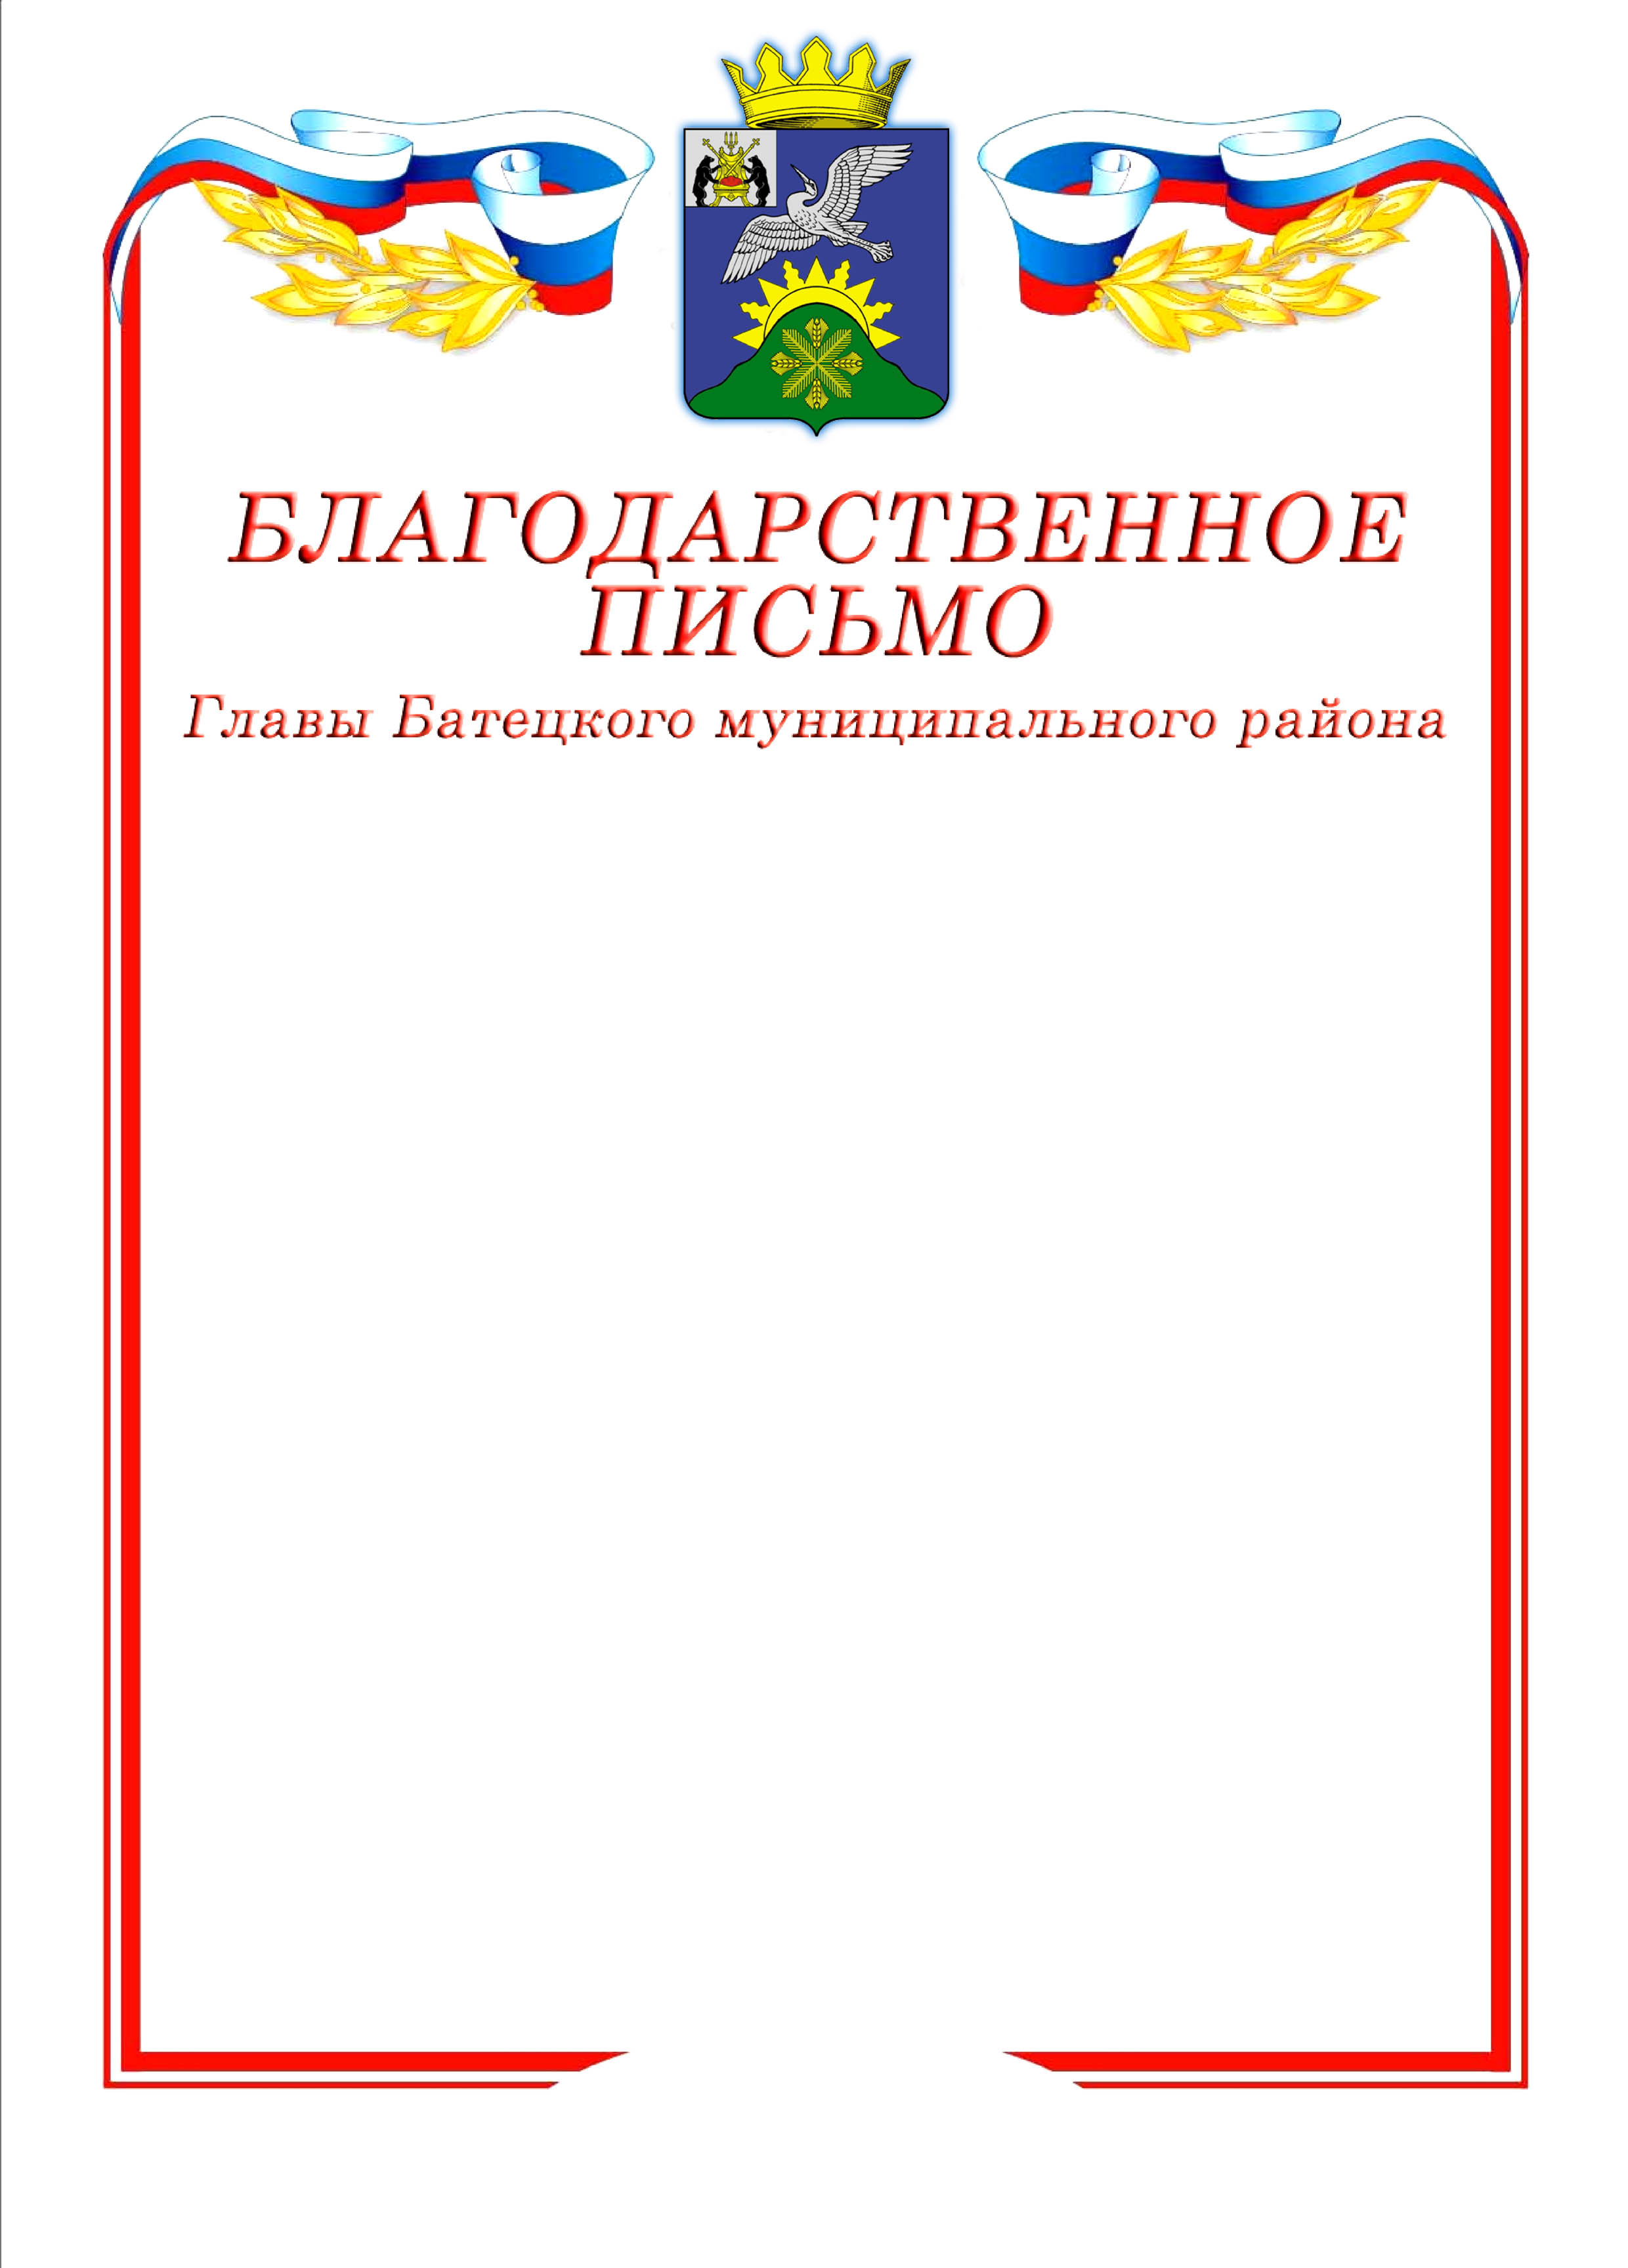 БЛАГОДАРСТВЕННОЕ
ПИСЬМО
Главы Батецкого муниципального района